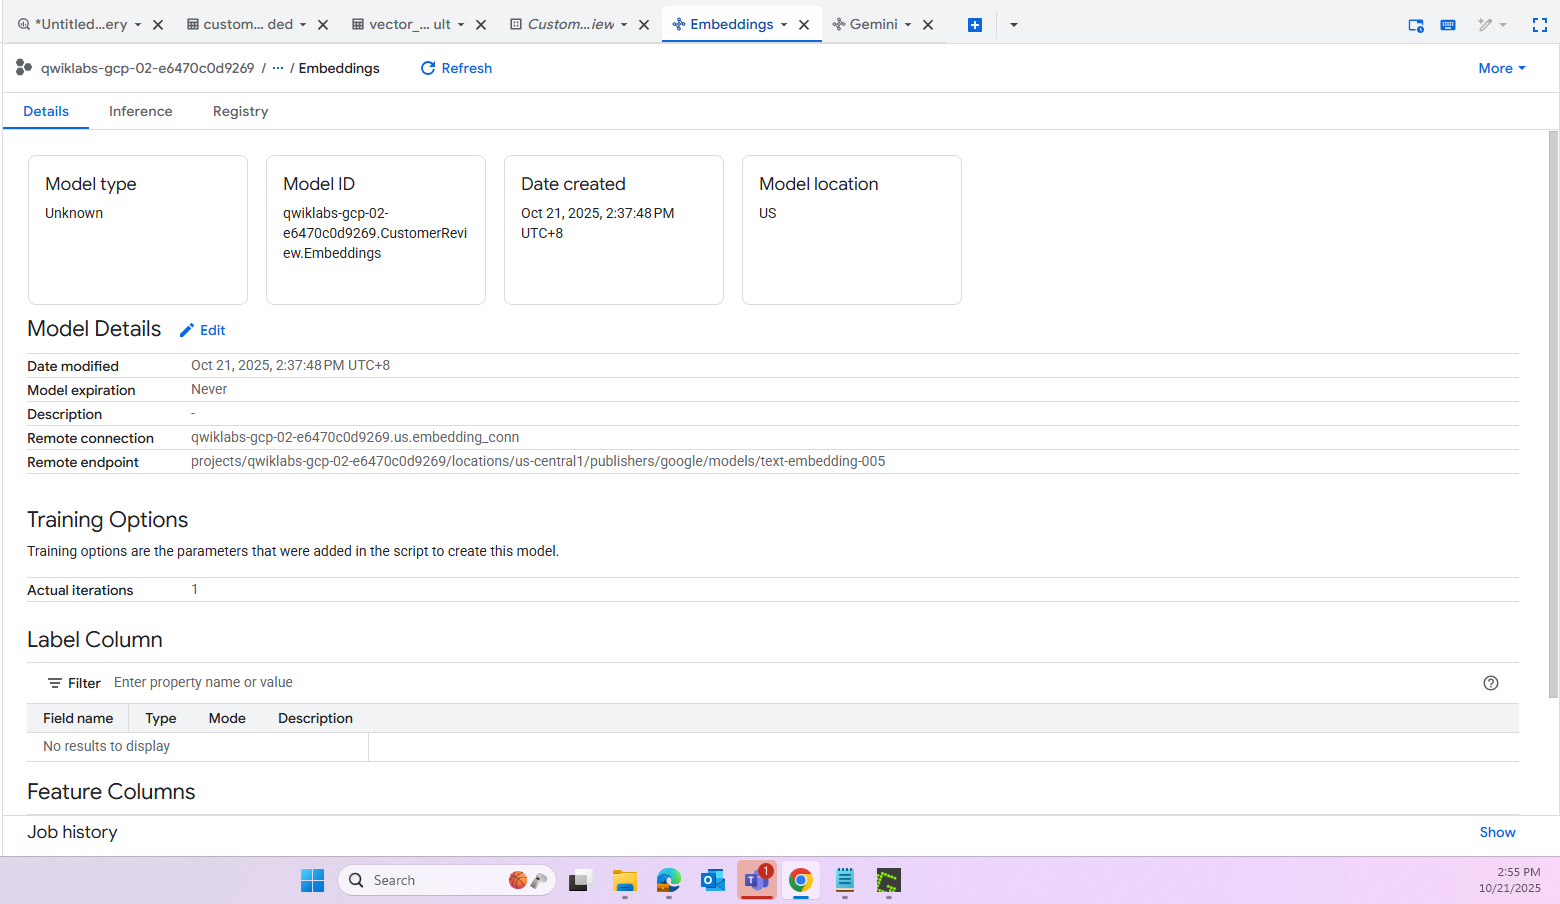 *Untitled...ery
custom... ded
vector_... ult
Custom...iew
Embeddings
Gemini
qwiklabs-gcp-02-e6470c0d9269 / ... / Embeddings
Refresh
More
Details
Inference
Registry
Model type
Unknown
Model ID
qwiklabs-gcp-02-
e6470c0d9269.CustomerRevi
ew.Embeddings
Date created
Oct 21, 2025, 2:37:48 PM
UTC+8
Model location
US
Model Details
Edit
Date modified Oct 21, 2025, 2:37:48 PM UTC+8
Model expiration Never
Description -
Remote connection qwiklabs-gcp-02-e6470c0d9269.us.embedding_conn
Remote endpoint projects/qwiklabs-gcp-02-e6470c0d9269/locations/us-central1/publishers/google/models/text-embedding-005
Training Options
Training options are the parameters that were added in the script to create this model.
Actual iterations 1
Label Column
Filter Enter property name or value
Field name Type Mode Description
No results to display
Feature Columns
Job history
Show
Search
1
2:55 PM
10/21/2025